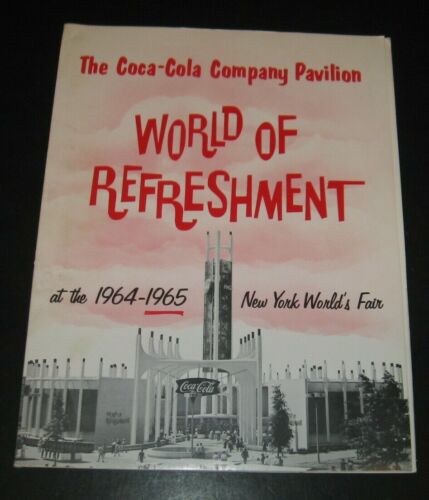 The Coca-Cola Company Pavilion
WORLD OF
REFRESHMENT
at the 1964-1965 New York World's Fair
Coca-Cola